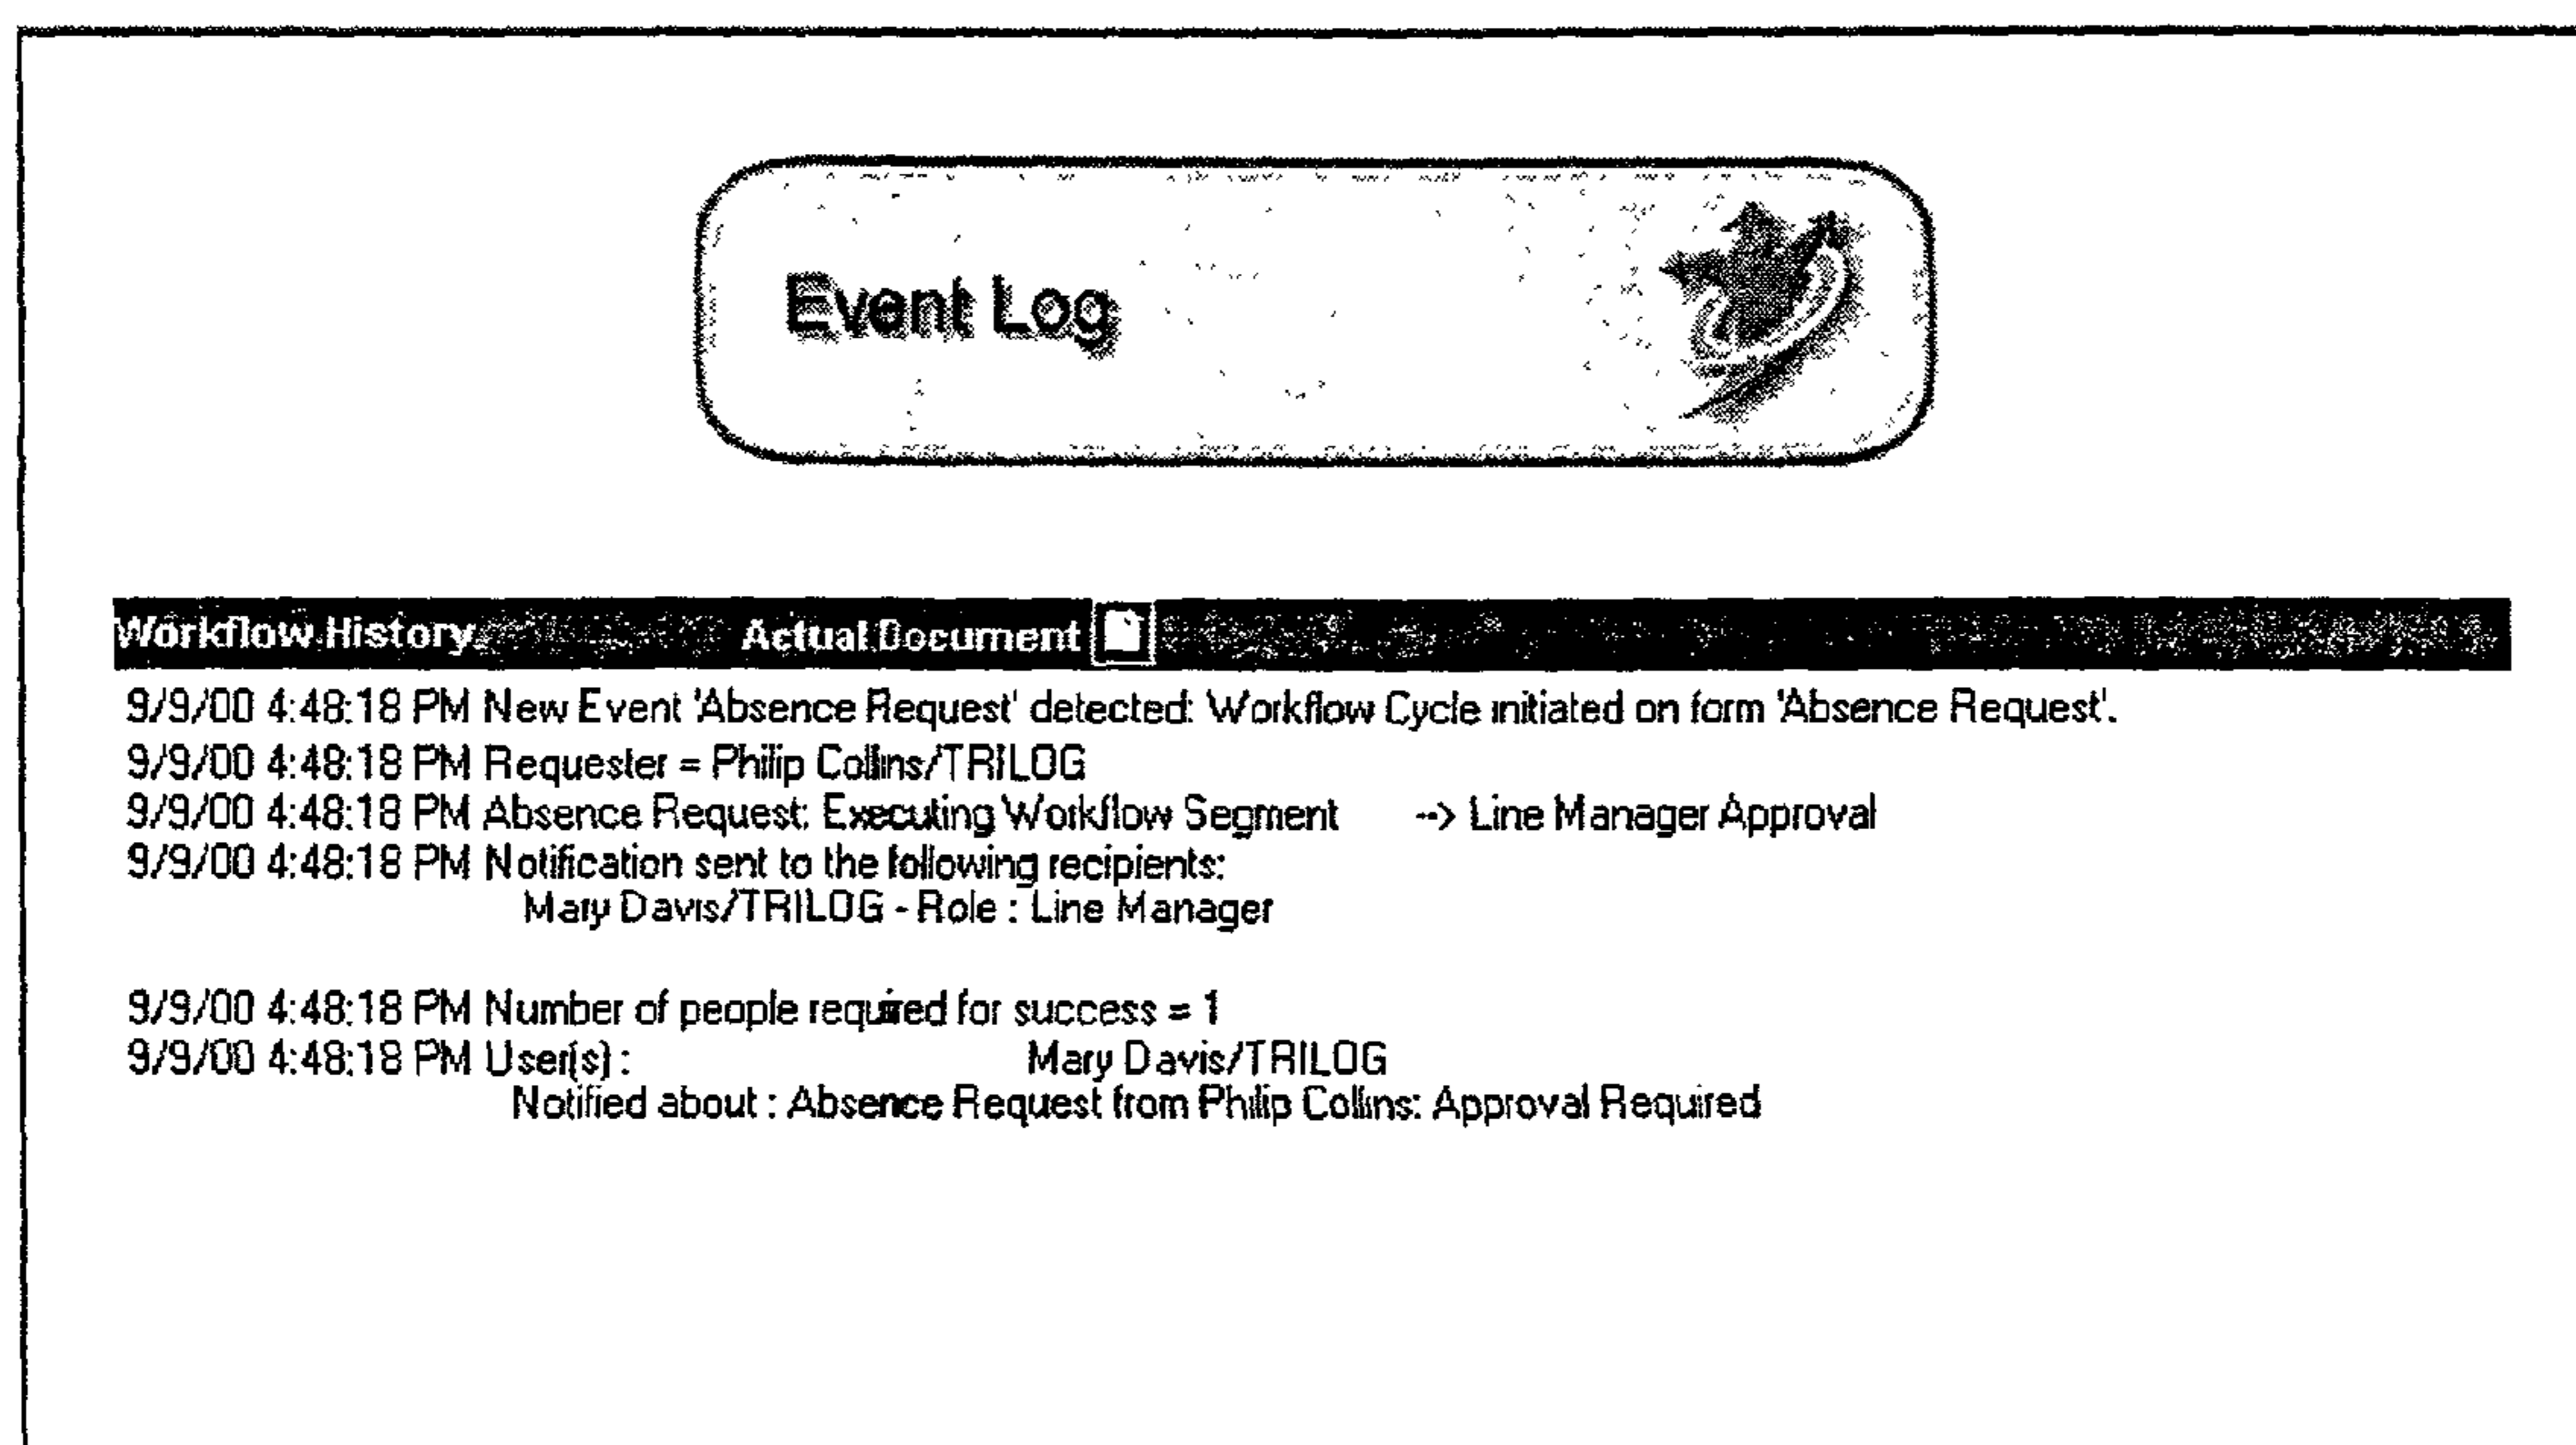 Event Log
Workflow History Actual Document
9/9/00 4:48:18 PM New Event 'Absence Request' detected: Workflow Cycle initiated on form 'Absence Request'.
9/9/00 4:48:18 PM Requester = Philip Collins/TRILOG
9/9/00 4:48:18 PM Absence Request: Executing Workflow Segment --> Line Manager Approval
9/9/00 4:48:18 PM Notification sent to the following recipients:
Mary Davis/TRILOG - Role : Line Manager
9/9/00 4:48:18 PM Number of people required for success = 1
9/9/00 4:48:18 PM User(s) : Mary Davis/TRILOG
Notified about : Absence Request from Philip Collins: Approval Required